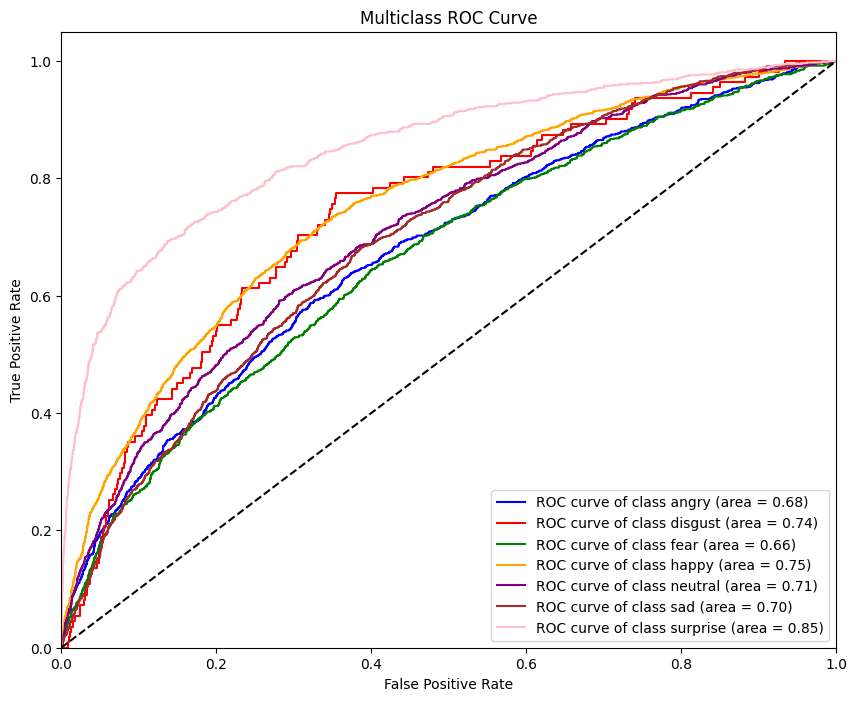 Multiclass ROC Curve
True Positive Rate
1.0
0.8
0.6
0.4
0.2
0.0
ROC curve of class angry (area = 0.68)
ROC curve of class disgust (area = 0.74)
ROC curve of class fear (area = 0.66)
ROC curve of class happy (area = 0.75)
ROC curve of class neutral (area = 0.71)
ROC curve of class sad (area = 0.70)
ROC curve of class surprise (area = 0.85)
0.0 0.2 0.4 0.6 0.8 1.0
False Positive Rate